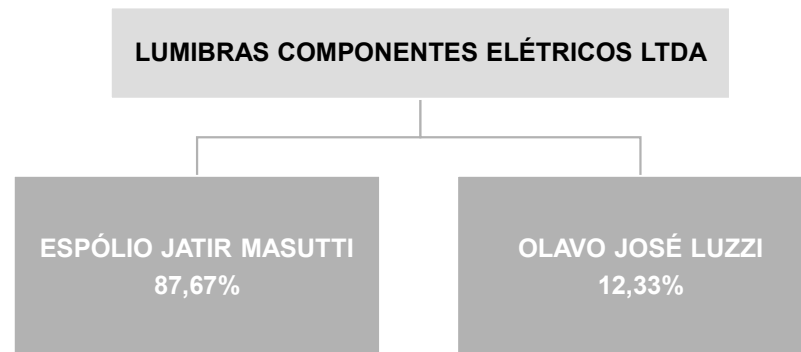 LUMIBRAS COMPONENTES ELÉTRICOS LTDA
ESPÓLIO JATIR MASUTTI
87,67%
OLAVO JOSÉ LUZZI
12,33%